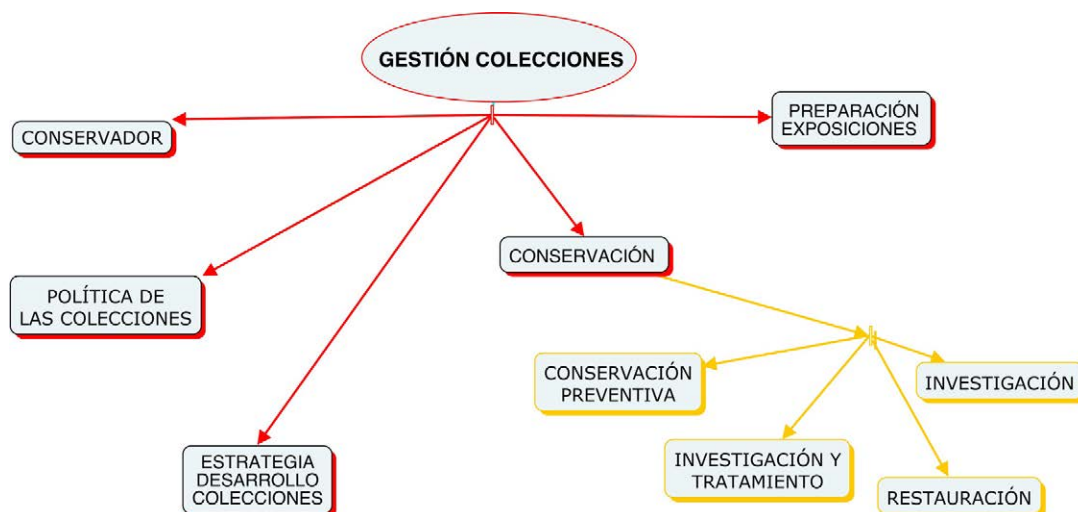 GESTIÓN COLECCIONES
CONSERVADOR
PREPARACIÓN
EXPOSICIONES
CONSERVACIÓN
POLÍTICA DE
LAS COLECCIONES
ESTRATEGIA
DESARROLLO
COLECCIONES
CONSERVACIÓN
PREVENTIVA
INVESTIGACIÓN
INVESTIGACIÓN Y
TRATAMIENTO
RESTAURACIÓN